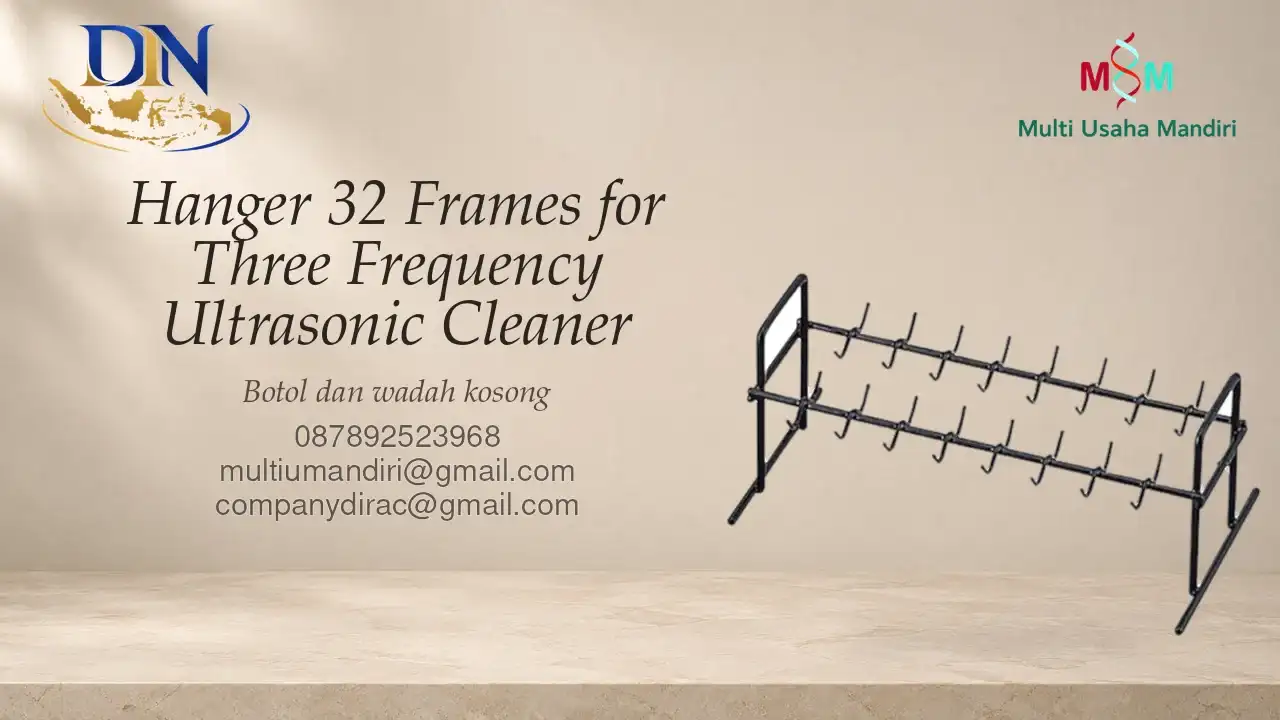 DIN
MSM
Multi Usaha Mandiri
Hanger 32 Frames for
Three Frequency
Ultrasonic Cleaner
Botol dan wadah kosong
087892523968
multiumandiri@gmail.com
companydirac@gmail.com